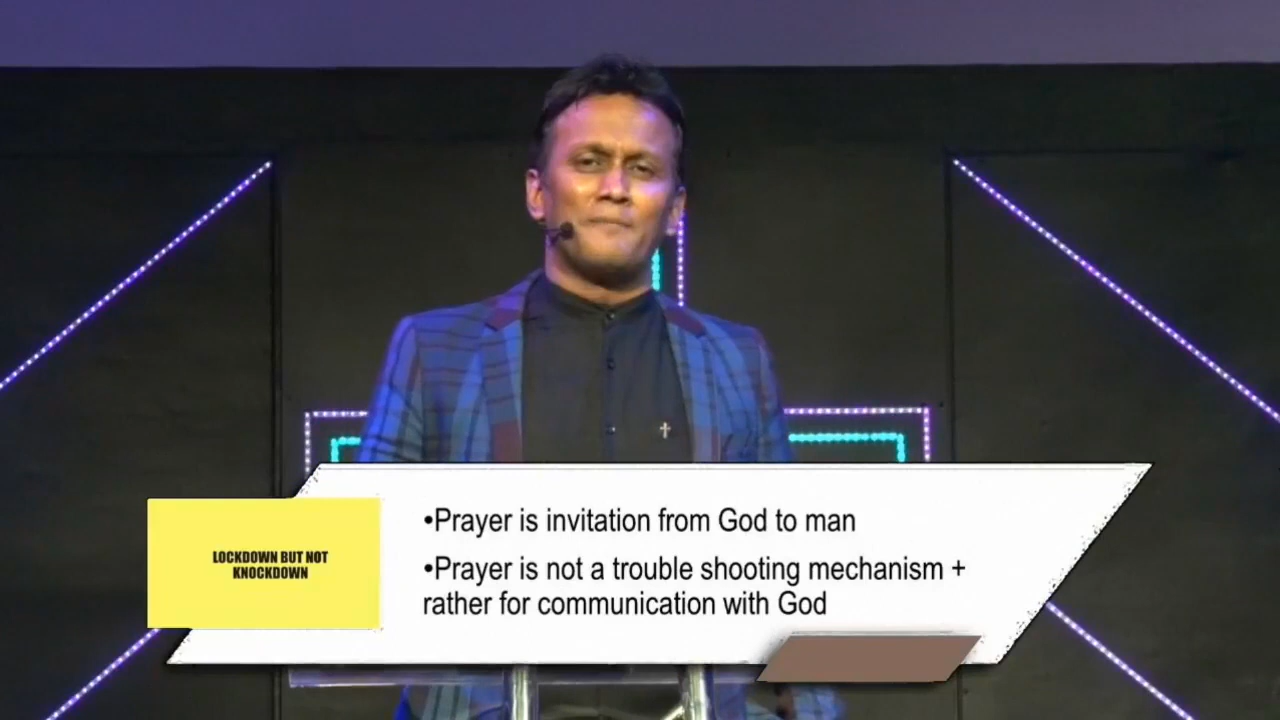 LOCKDOWN BUT NOT
KNOCKDOWN
•Prayer is invitation from God to man
•Prayer is not a trouble shooting mechanism +
rather for communication with God